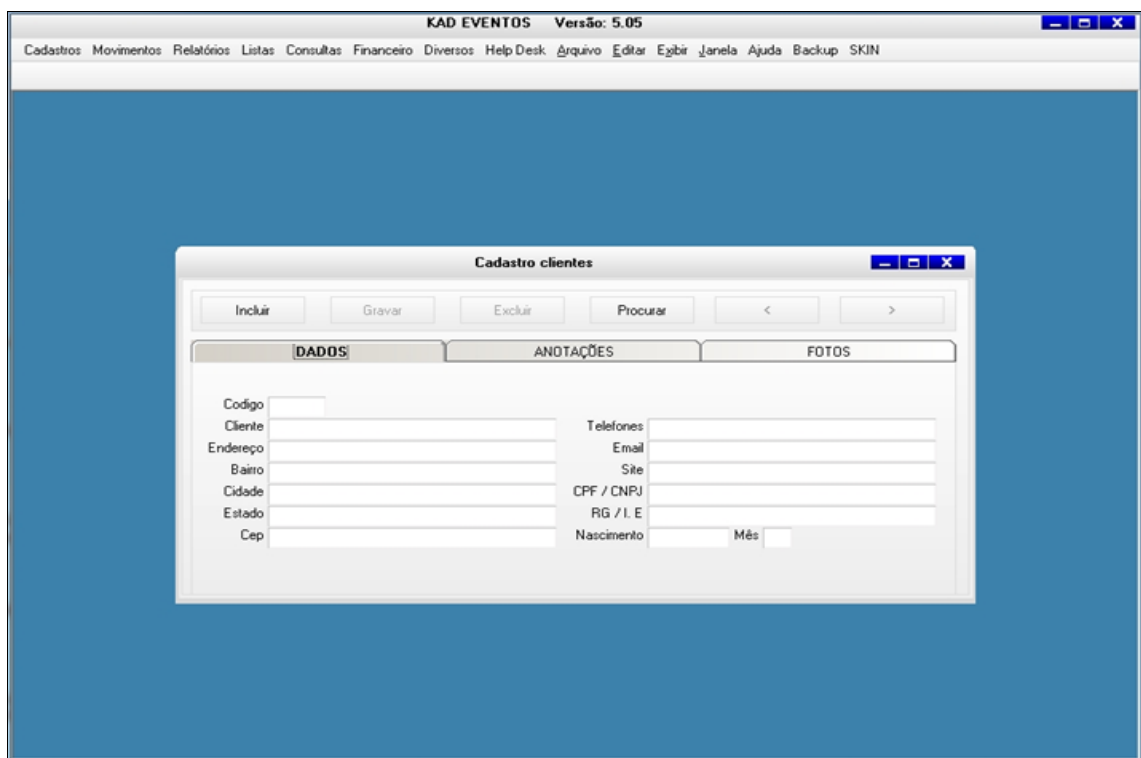 KAD EVENTOS Versão: 5.05
Cadastros Movimentos Relatórios Listas Consultas Financeiro Diversos Help Desk Arquivo Editar Exibir Janela Ajuda Backup SKIN
Cadastro clientes
Incluir Gravar Excluir Procurar < >
DADOS ANOTAÇÕES FOTOS
Codigo
Cliente Telefones
Endereço Email
Bairro Site
Cidade CPF / CNPJ
Estado RG / I. E
Cep Nascimento Mês